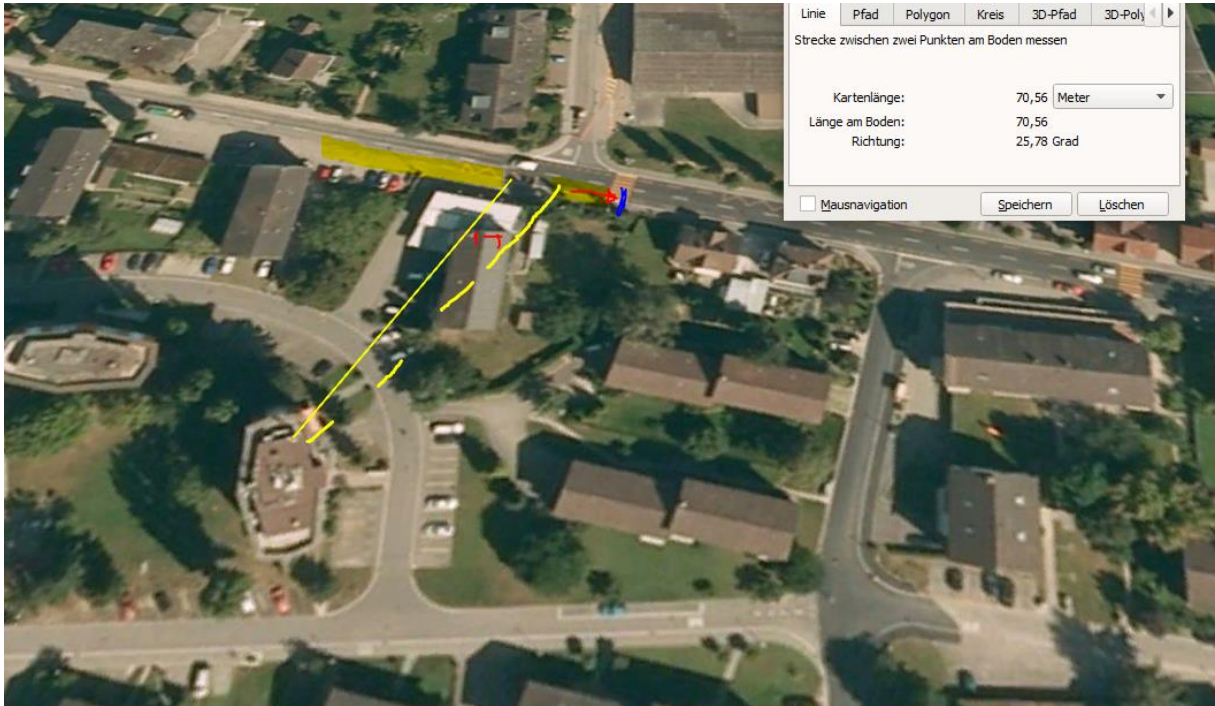 Linie Pfad Polygon Kreis 3D-Pfad
Strecke zwischen zwei Punkten am Boden messen
Kartenlänge: 70,56 Meter
Länge am Boden: 70,56
Richtung: 25,78 Grad
Mausnavigation Speichern Löschen